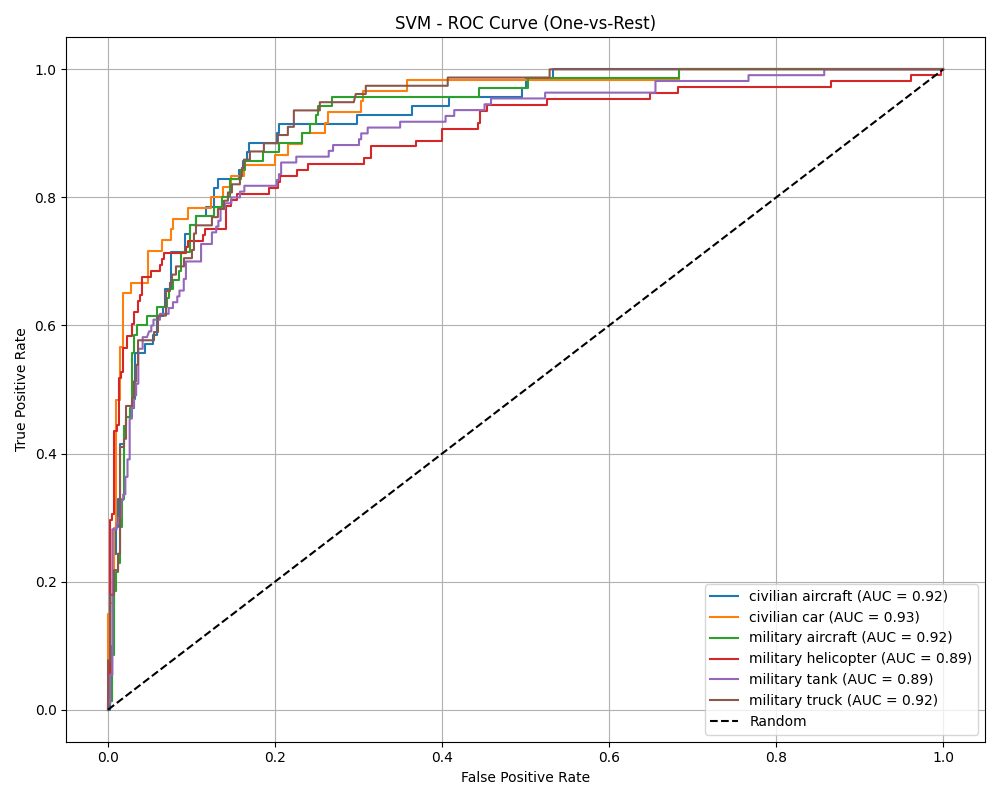 SVM - ROC Curve (One-vs-Rest)
True Positive Rate
1.0
0.8
0.6
0.4
0.2
0.0
0.0 0.2 0.4 0.6 0.8 1.0
False Positive Rate
civilian aircraft (AUC = 0.92)
civilian car (AUC = 0.93)
military aircraft (AUC = 0.92)
military helicopter (AUC = 0.89)
military tank (AUC = 0.89)
military truck (AUC = 0.92)
Random